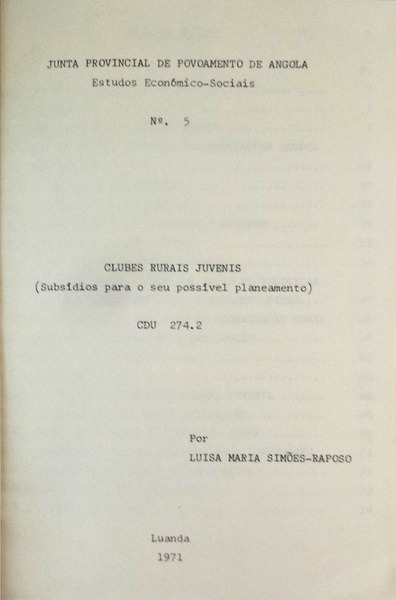 JUNTA PROVINCIAL DE POVOAMENTO DE ANGOLA
Estudos Económico-Sociais
Nº. 5
CLUBES RURAIS JUVENIS
(Subsídios para o seu possível planeamento)
CDU 274.2
Por
LUISA MARIA SIMÕES-RAPOSO
Luanda
1971